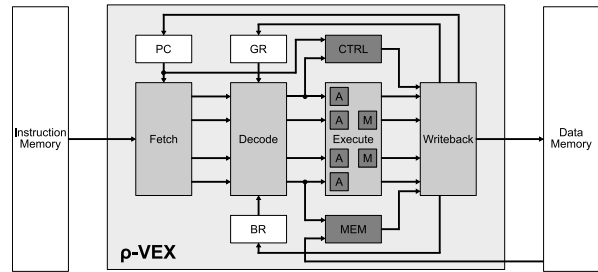 PC
GR
CTRL
A
A M
Instruction
Memory
Fetch
Decode
Execute
Writeback
Data
Memory
A M
A
BR
MEM
ρ-VEX